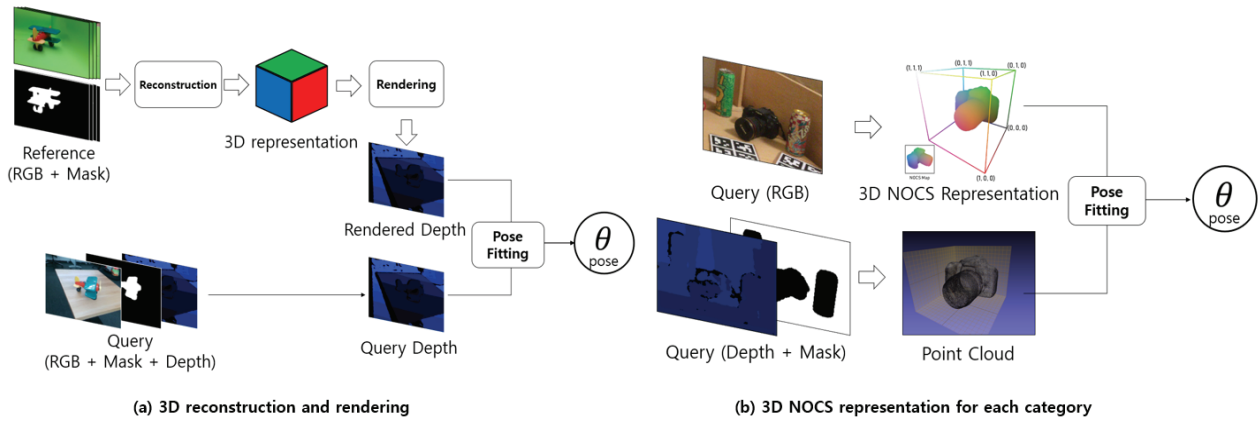 Reference
(RGB + Mask)
Reconstruction
3D representation
Rendering
Rendered Depth
Query
(RGB + Mask + Depth)
Query Depth
Pose
Fitting
θ
pose
(a) 3D reconstruction and rendering
Query (RGB)
(1, 1, 1)
(0, 1, 1)
(1, 1, 0)
(0, 1, 0)
(0, 0, 0)
(1, 0, 0)
NOCS Map
3D NOCS Representation
Query (Depth + Mask)
Point Cloud
Pose
Fitting
θ
pose
(b) 3D NOCS representation for each category